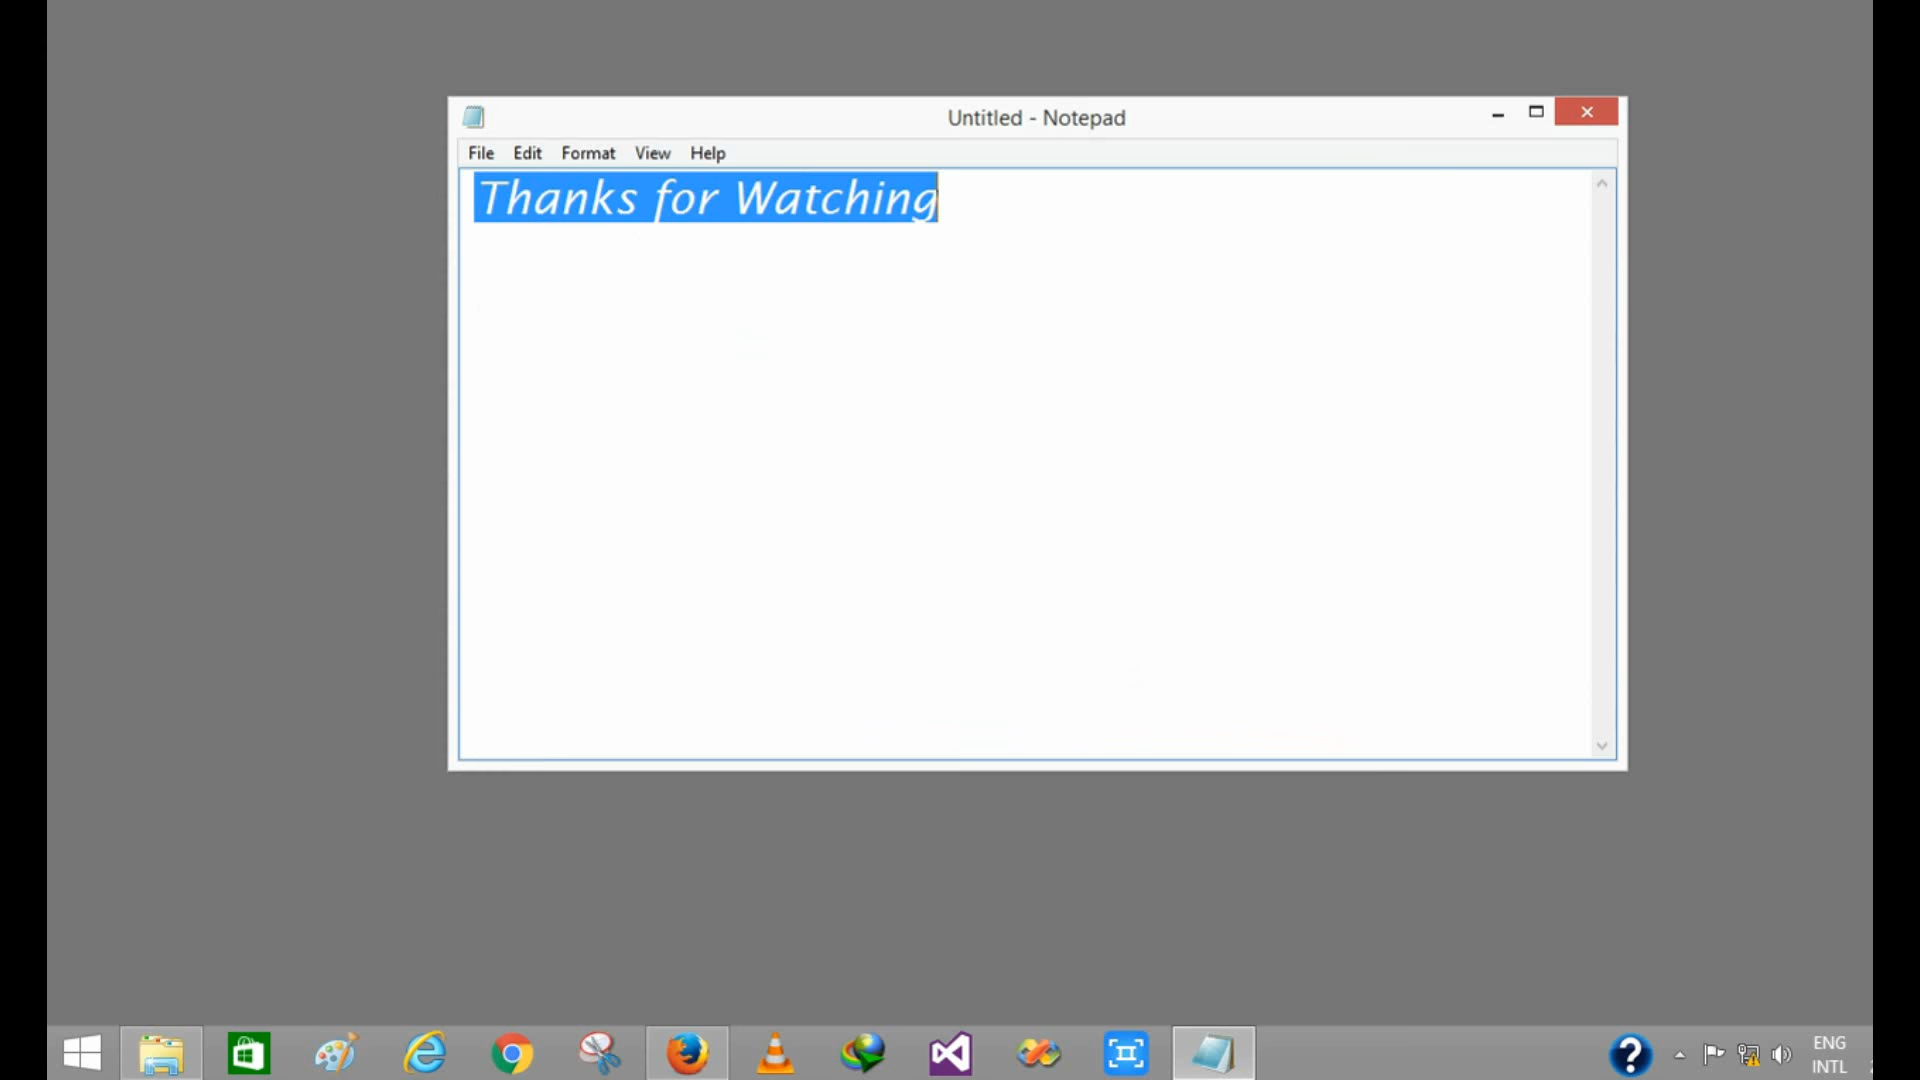 Untitled - Notepad
File Edit Format View Help
Thanks for Watching
ENG
INTL